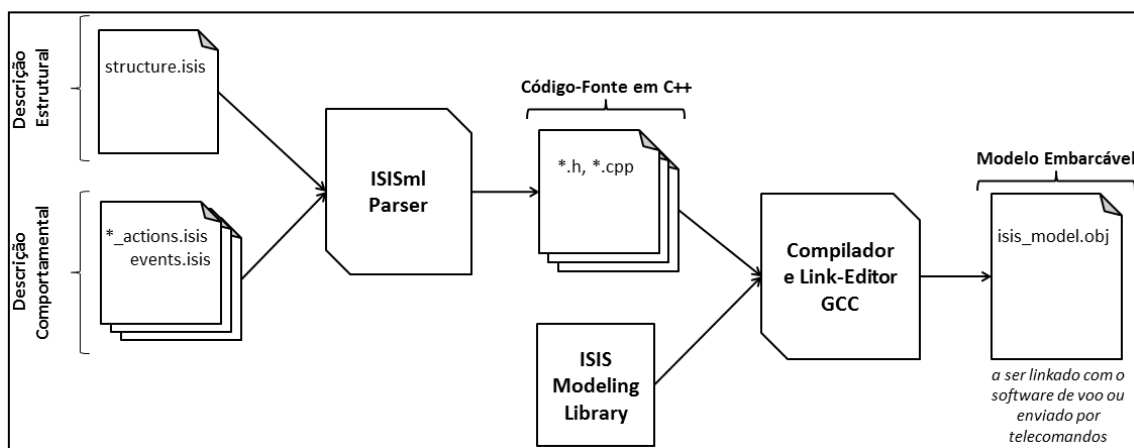 Descrição
Estrutural
structure.isis
Descrição
Comportamental
*_actions.isis
events.isis
ISISml
Parser
Código-Fonte em C++
*.h, *.cpp
ISIS
Modeling
Library
Compilador
e Link-Editor
GCC
Modelo Embarcável
isis_model.obj
a ser linkado com o
software de voo ou
enviado por
telecomandos